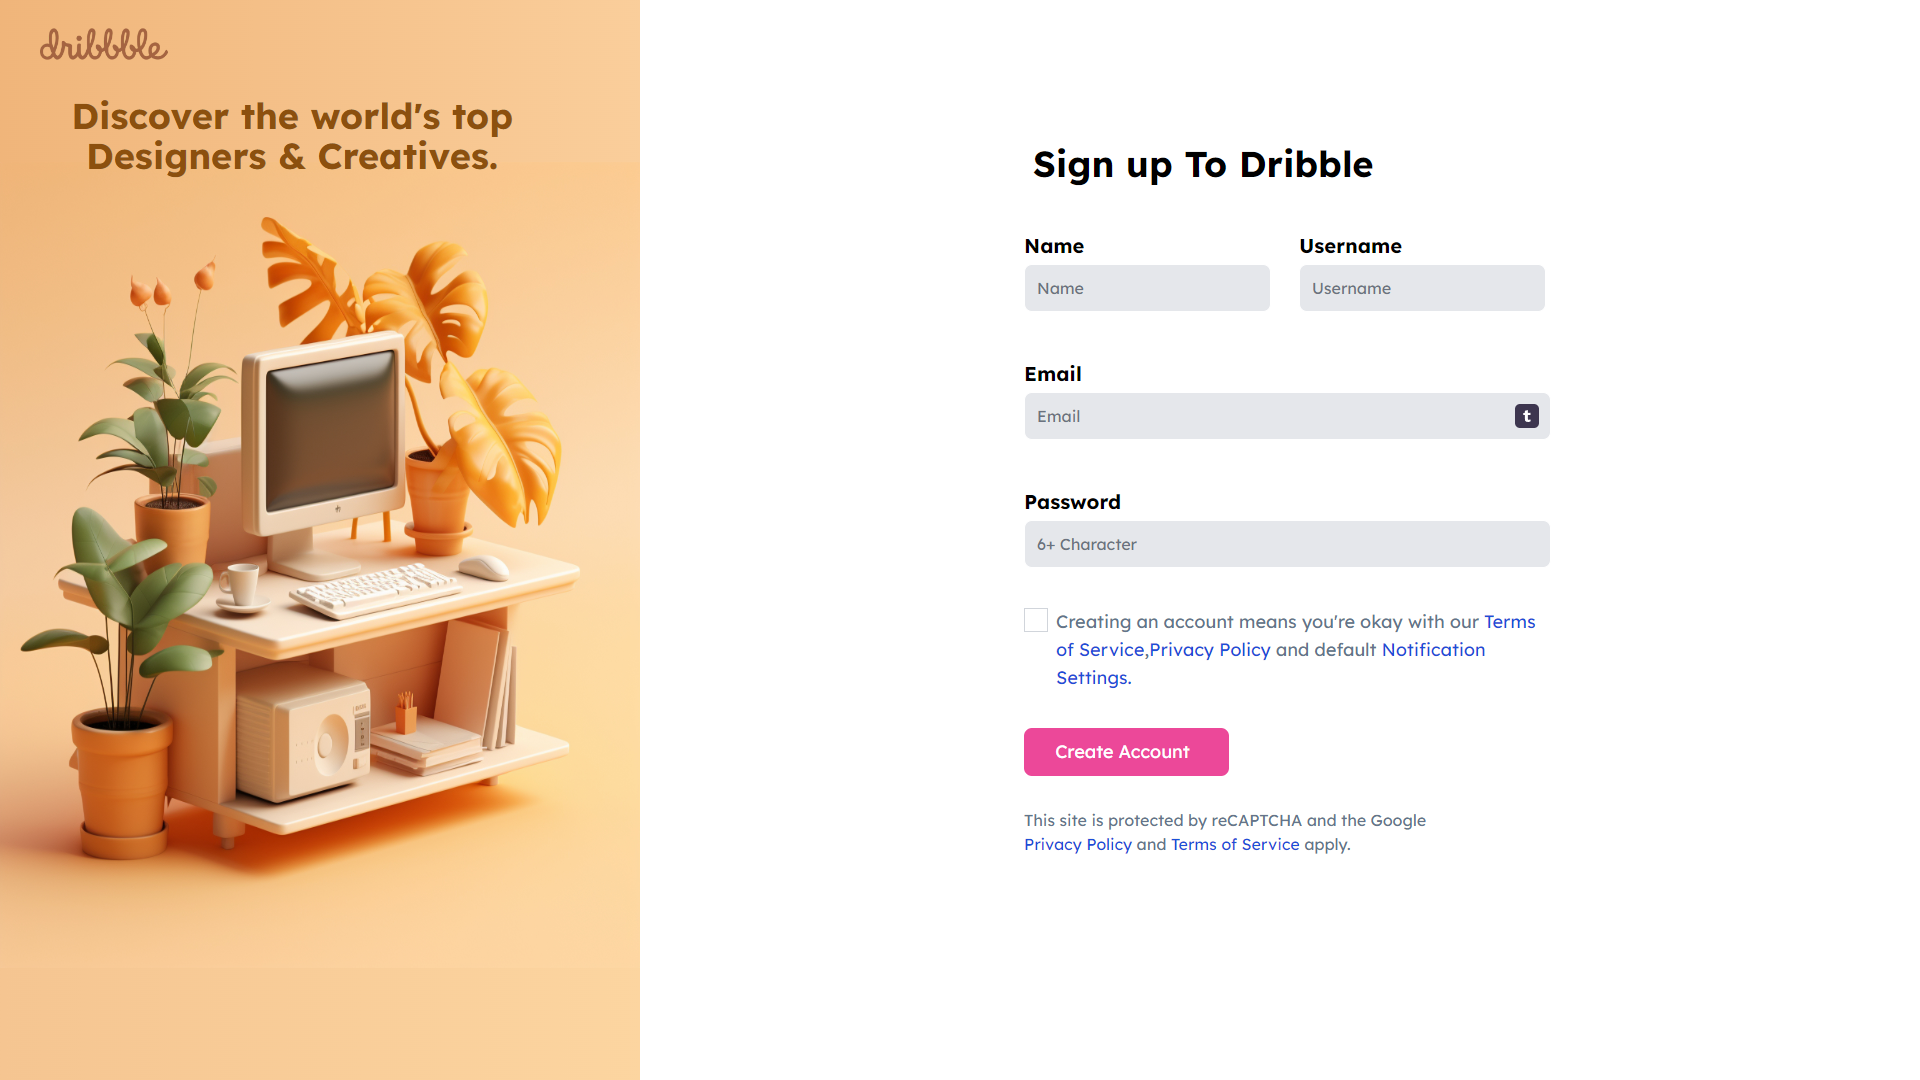 dribbble
Discover the world's top
Designers & Creatives.
Sign up To Dribble
Name
Username
Name
Username
Email
Email
t
Password
6+ Character
Creating an account means you're okay with our Terms
of Service,Privacy Policy and default Notification
Settings.
Create Account
This site is protected by reCAPTCHA and the Google
Privacy Policy and Terms of Service apply.